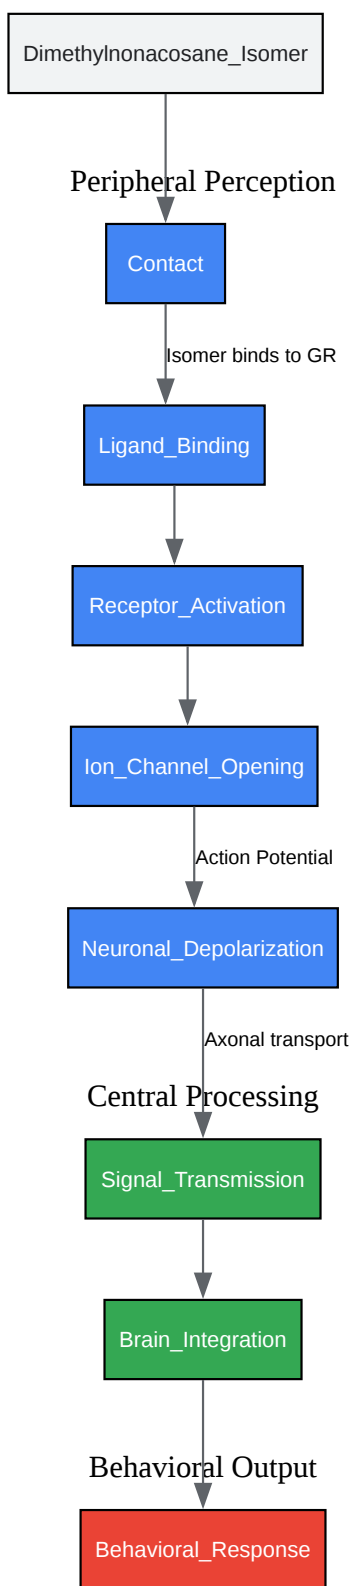 Dimethylnonacosane_Isomer
Peripheral Perception
Contact
Isomer binds to GR
Ligand_Binding
Receptor_Activation
Ion_Channel_Opening
Action Potential
Neuronal_Depolarization
Axonal transport
Central Processing
Signal_Transmission
Brain_Integration
Behavioral Output
Behavioral_Response